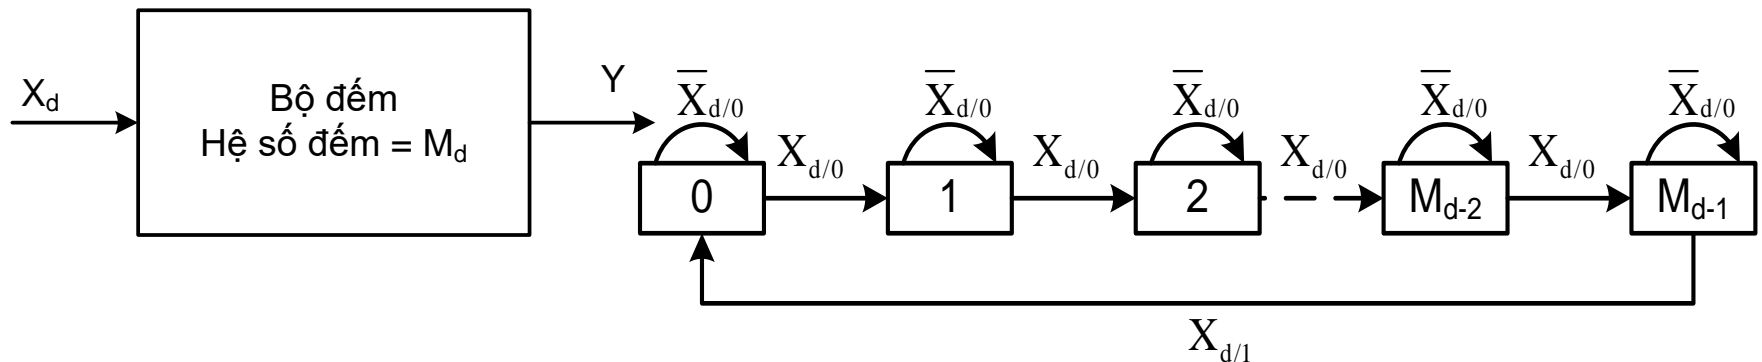 X_d
Bộ đếm
Hệ số đếm = M_d
Y
X̅_d/0 X̅_d/0 X̅_d/0 X̅_d/0 X̅_d/0
X_d/0 X_d/0 X_d/0 X_d/0
0 1 2 M_d-2 M_d-1
X_d/1